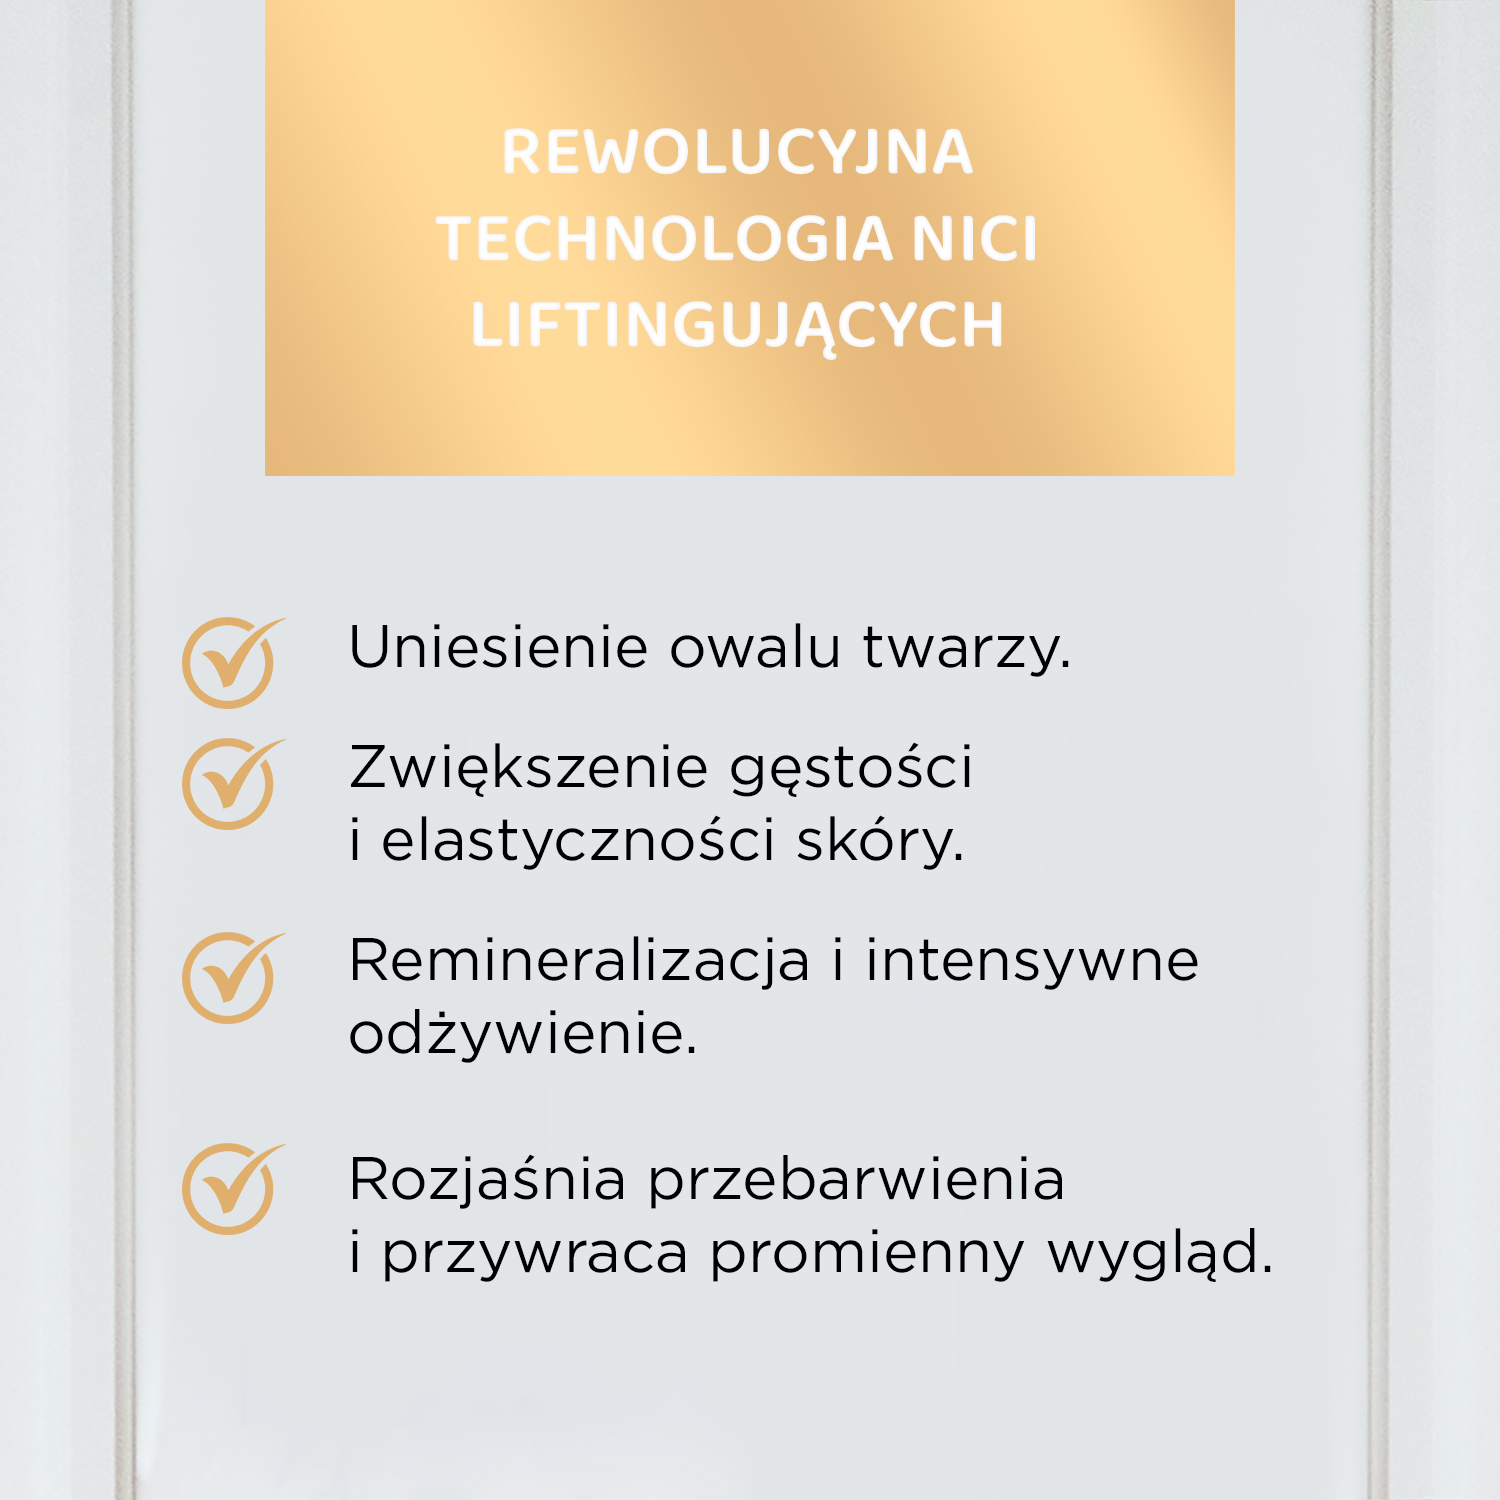 REWOLUCYJNA
TECHNOLOGIA NICI
LIFTINGUJĄCYCH
Uniesienie owalu twarzy.
Zwiększenie gęstości
i elastyczności skóry.
Remineralizacja i intensywne
odżywienie.
Rozjaśnia przebarwienia
i przywraca promienny wygląd.